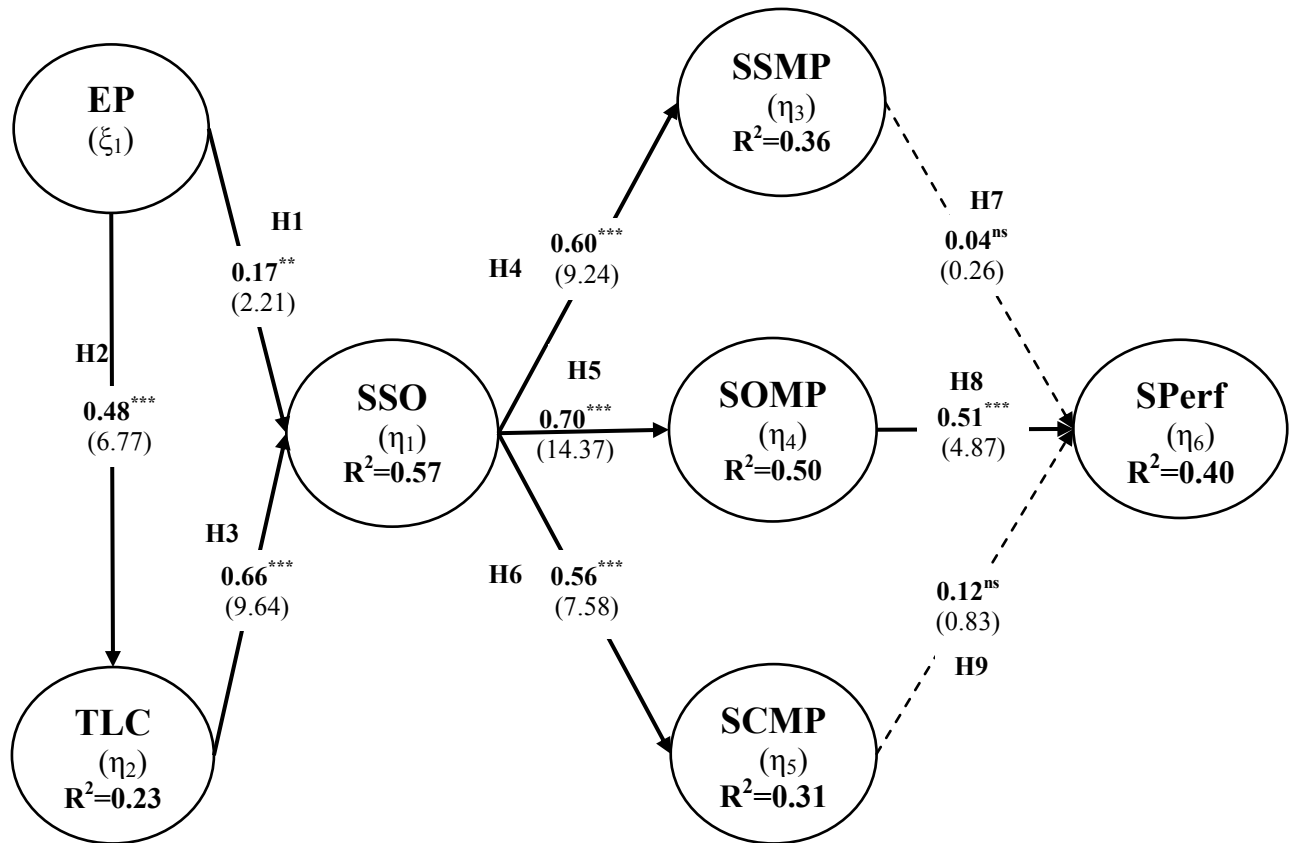 EP
(ξ₁)
H1
0.17**
(2.21)
H2
0.48***
(6.77)
TLC
(η₂)
R²=0.23
H3
0.66***
(9.64)
SSO
(η₁)
R²=0.57
H4
0.60***
(9.24)
H5
0.70***
(14.37)
H6
0.56***
(7.58)
SSMP
(η₃)
R²=0.36
SOMP
(η₄)
R²=0.50
SCMP
(η₅)
R²=0.31
H7
0.04ⁿˢ
(0.26)
H8
0.51***
(4.87)
0.12ⁿˢ
(0.83)
H9
SPerf
(η₆)
R²=0.40